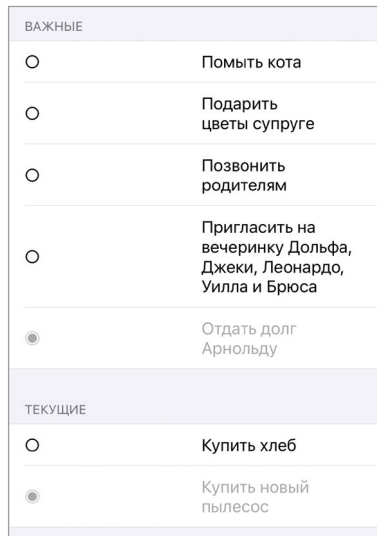 ВАЖНЫЕ
Помыть кота
Подарить
цветы супруге
Позвонить
родителям
Пригласить на
вечеринку Дольфа,
Джеки, Леонардо,
Уилла и Брюса
Отдать долг
Арнольду
ТЕКУЩИЕ
Купить хлеб
Купить новый
пылесос